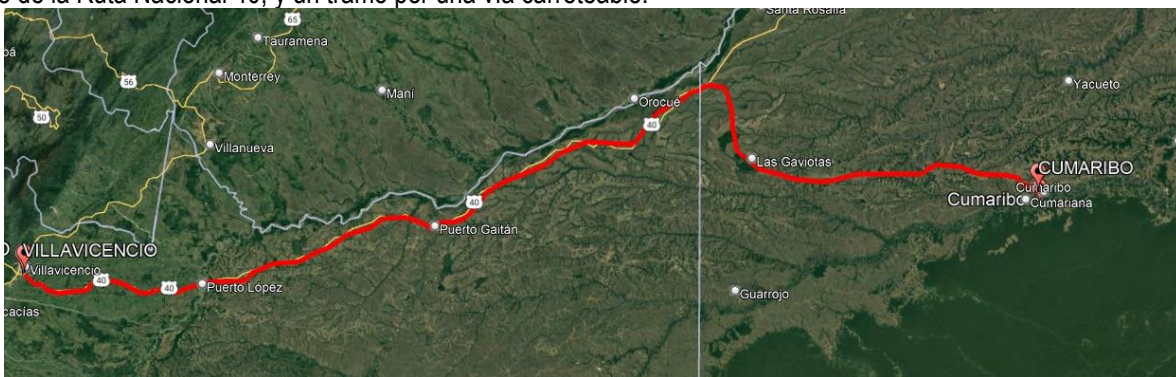 de la Ruta Nacional 40, y un tramo por una vía carreteable.
Santa Rosalía
65
Tauramena
56
Monterrey
Yacueto
Maní
Orocué
50
40
Villanueva
Las Gaviotas
CUMARIBO
Cumaribo
Cumaribo
Cumariana
40
Puerto Gaitán
VILLAVICENCIO
Villavicencio
40
40
Puerto Lópéz
Guarrojo
cacías